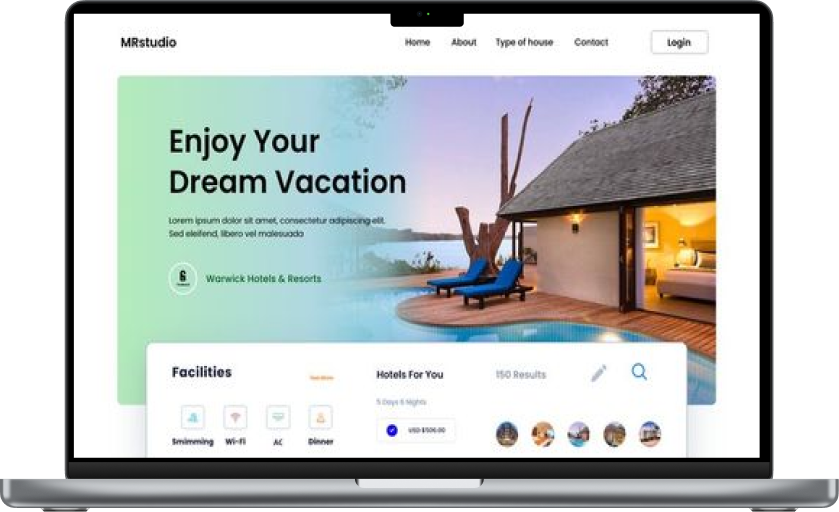 MRstudio
Home About Type of house Contact Login
Enjoy Your
Dream Vacation
Lorem ipsum dolor sit amet, consectetur adipiscing elit.
Sed eleifend, libero vel malesuada
Warwick Hotels & Resorts
Facilities
Hotels For You
150 Results
5 Days 6 Nights
USD $506.00
Smimming Wi-Fi AC Dinner